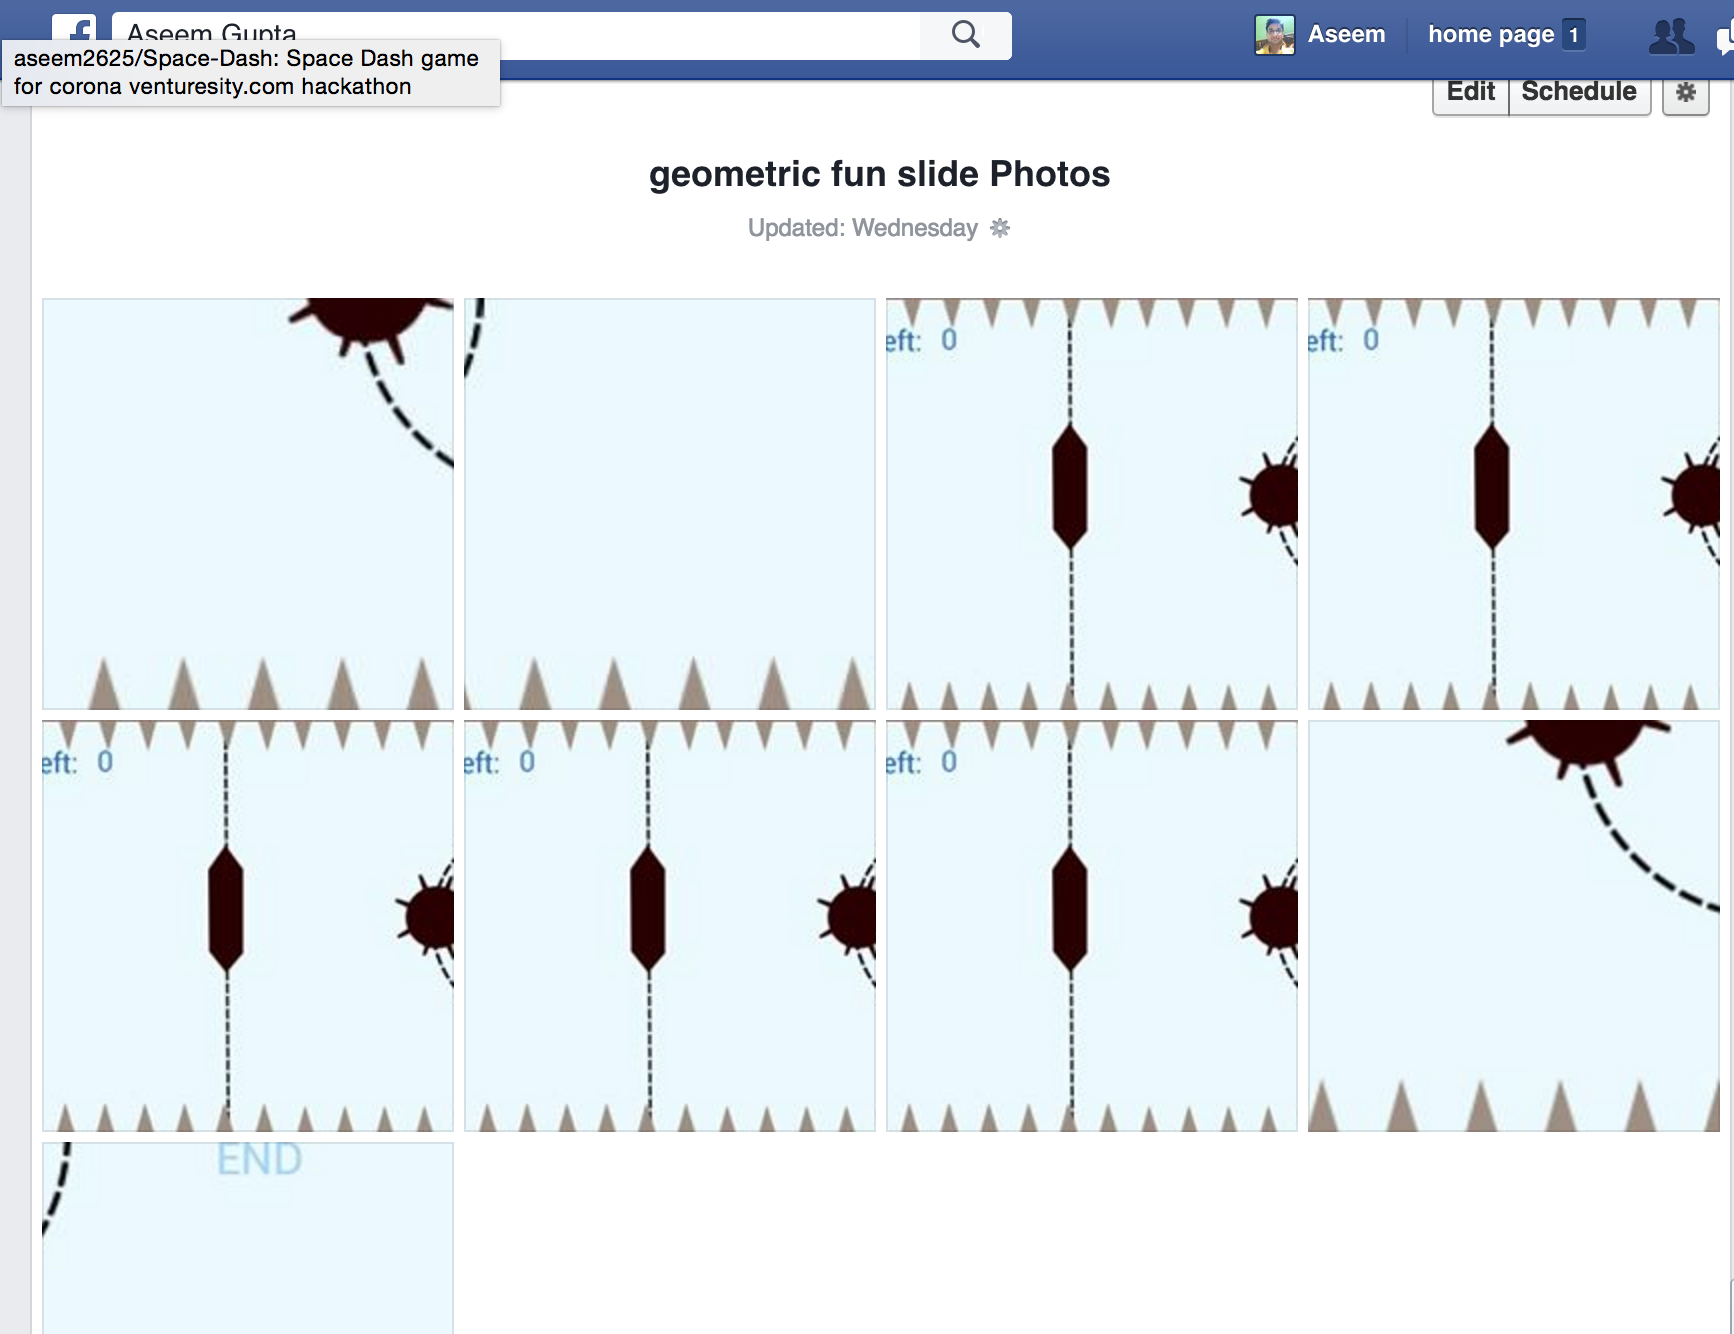 Aseem Gupta
Aseem
home page 1
aseem2625/Space-Dash: Space Dash game
for corona venturesity.com hackathon
Edit Schedule
geometric fun slide Photos
Updated: Wednesday
eft: 0
eft: 0
eft: 0
eft: 0
eft: 0
END